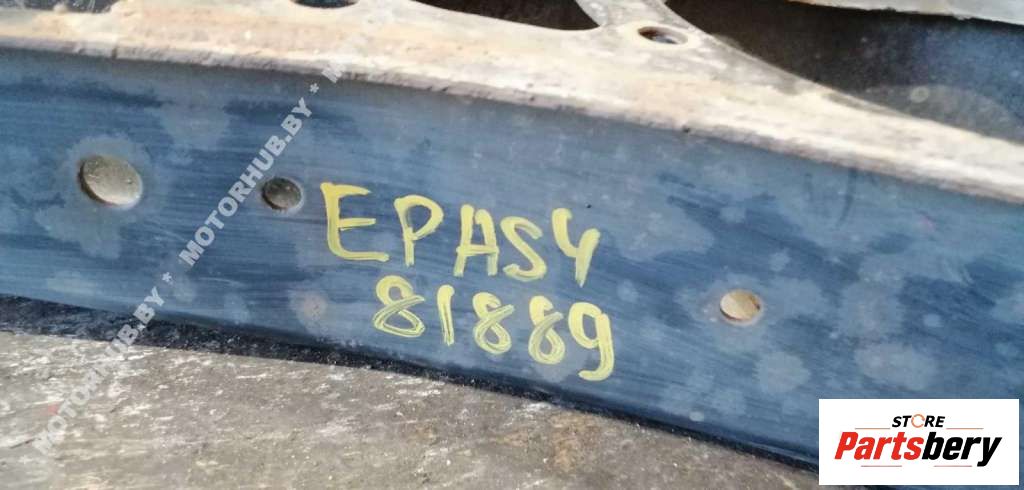 MOTORHUB.BY * MOTORHUB.BY * M
EPAS4
81889
STORE
Partsbery